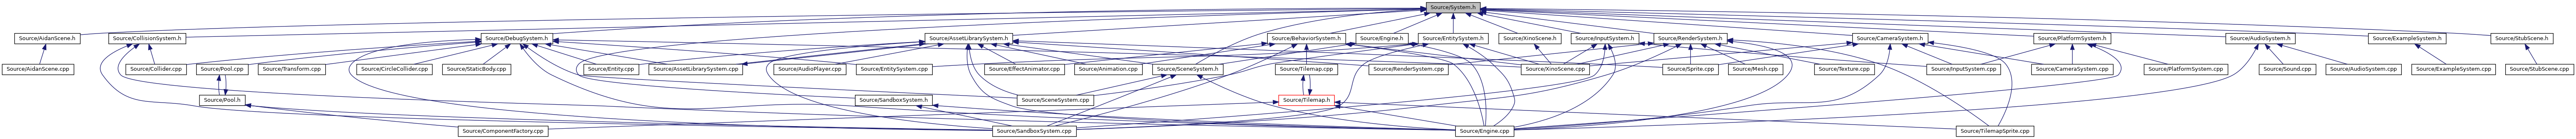 Source/System.h
Source/AidanScene.h
Source/CollisionSystem.h
Source/DebugSystem.h
Source/AssetLibrarySystem.h
Source/BehaviorSystem.h
Source/Engine.h
Source/EntitySystem.h
Source/XinoScene.h
Source/InputSystem.h
Source/RenderSystem.h
Source/CameraSystem.h
Source/PlatformSystem.h
Source/AudioSystem.h
Source/ExampleSystem.h
Source/StubScene.h
Source/AidanScene.cpp
Source/Collider.cpp
Source/Pool.cpp
Source/Transform.cpp
Source/CircleCollider.cpp
Source/StaticBody.cpp
Source/Entity.cpp
Source/AssetLibrarySystem.cpp
Source/AudioPlayer.cpp
Source/EntitySystem.cpp
Source/EffectAnimator.cpp
Source/Animation.cpp
Source/SceneSystem.h
Source/Tilemap.cpp
Source/RenderSystem.cpp
Source/XinoScene.cpp
Source/Sprite.cpp
Source/Mesh.cpp
Source/Texture.cpp
Source/InputSystem.cpp
Source/CameraSystem.cpp
Source/PlatformSystem.cpp
Source/Sound.cpp
Source/AudioSystem.cpp
Source/ExampleSystem.cpp
Source/StubScene.cpp
Source/Pool.h
Source/SandboxSystem.h
Source/SceneSystem.cpp
Source/Tilemap.h
Source/ComponentFactory.cpp
Source/SandboxSystem.cpp
Source/Engine.cpp
Source/TilemapSprite.cpp